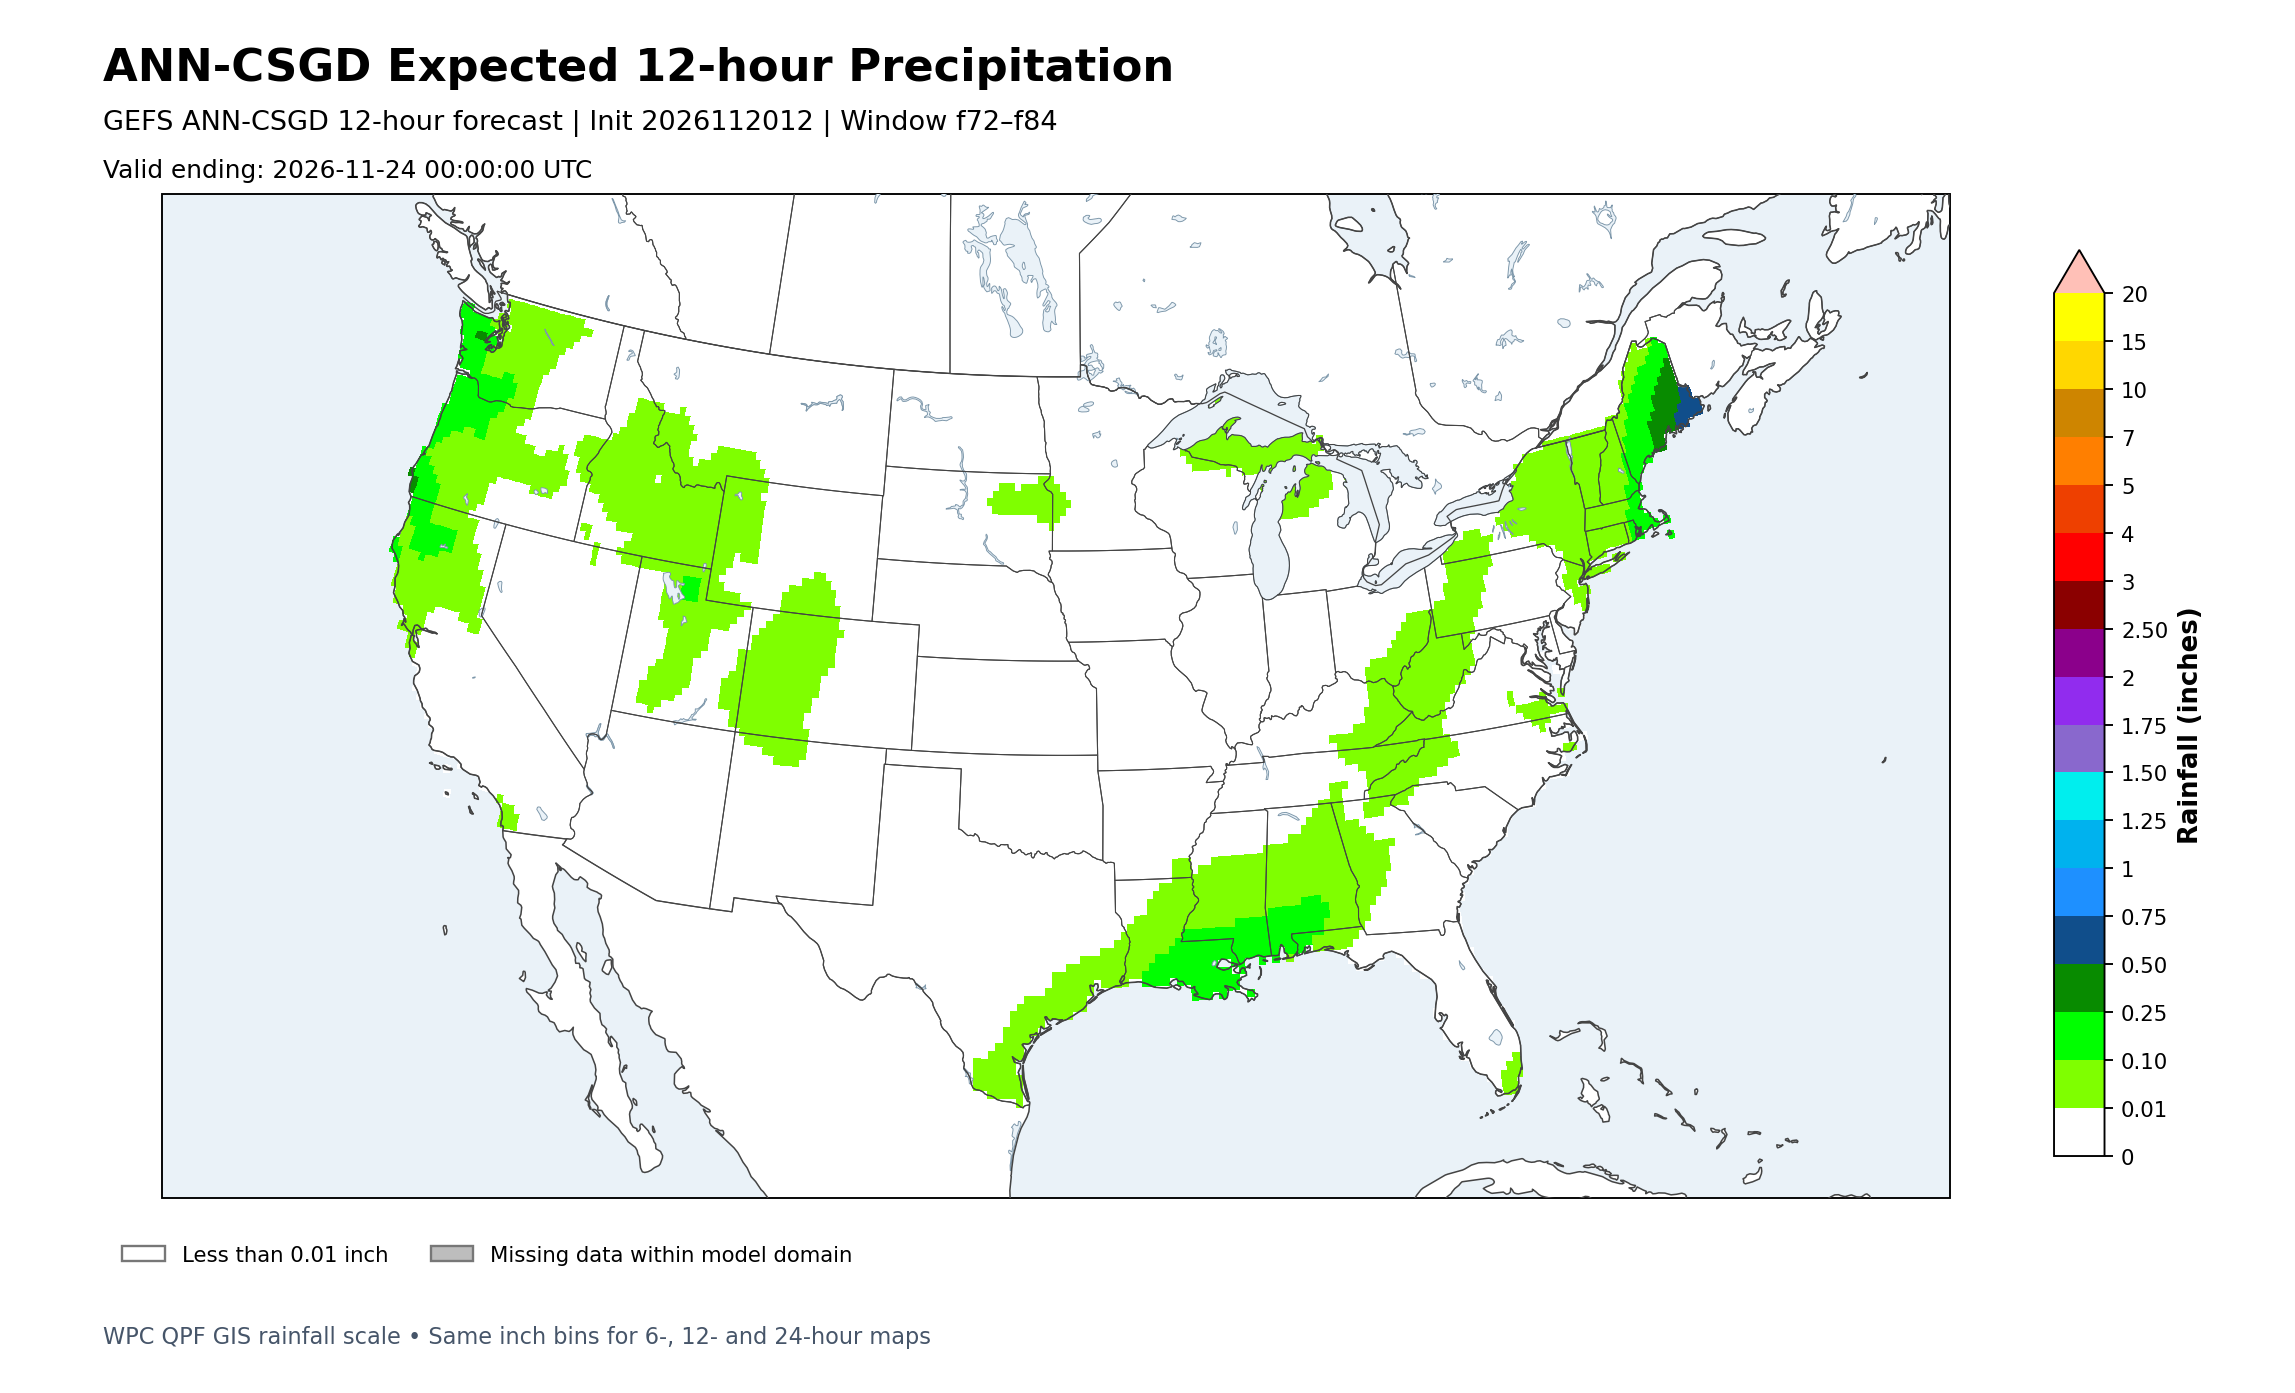 ANN-CSGD Expected 12-hour Precipitation
GEFS ANN-CSGD 12-hour forecast | Init 2026112012 | Window f72–f84
Valid ending: 2026-11-24 00:00:00 UTC
20
15
10
7
5
4
3
2.50
2
1.75
1.50
1.25
1
0.75
0.50
0.25
0.10
0.01
0
Rainfall (inches)
Less than 0.01 inch
Missing data within model domain
WPC QPF GIS rainfall scale • Same inch bins for 6-, 12- and 24-hour maps